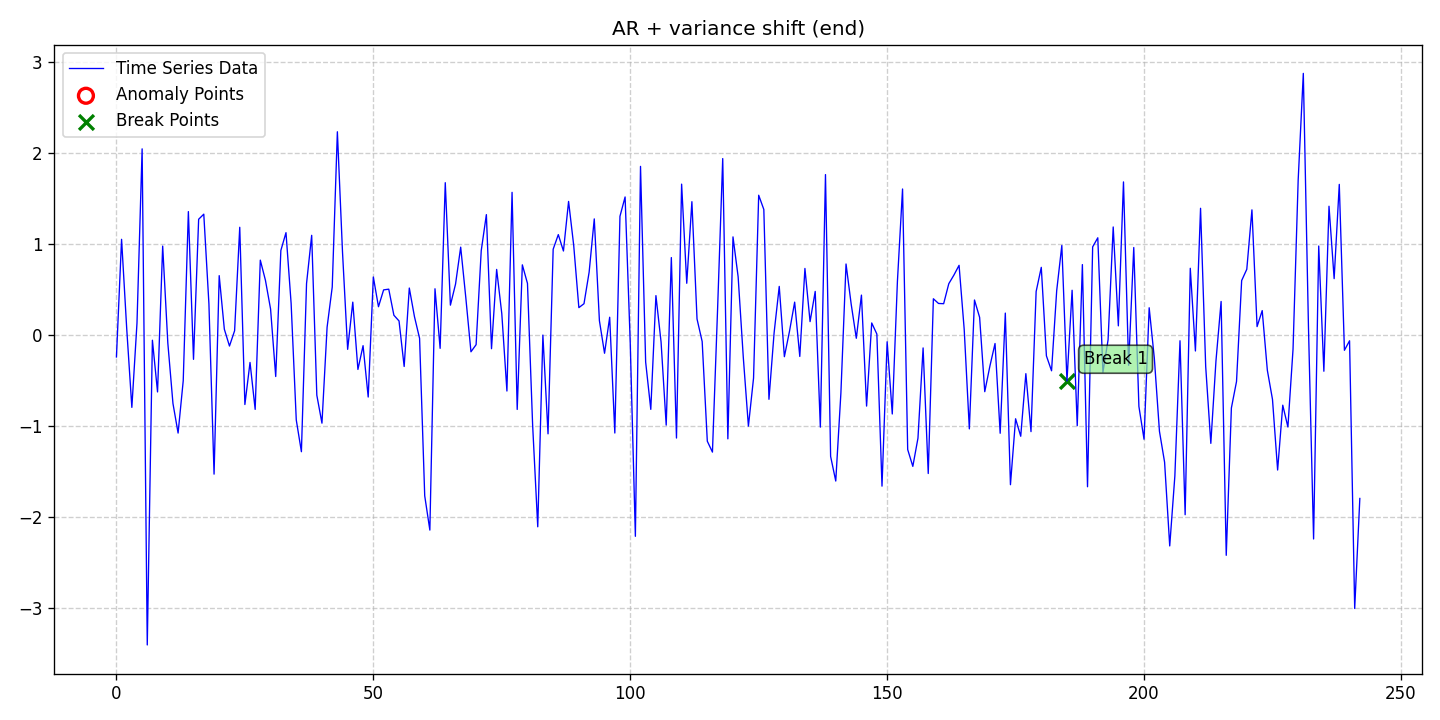 AR + variance shift (end)
Time Series Data
Anomaly Points
Break Points
3
2
1
0
−1
−2
−3
Break 1
0
50
100
150
200
250